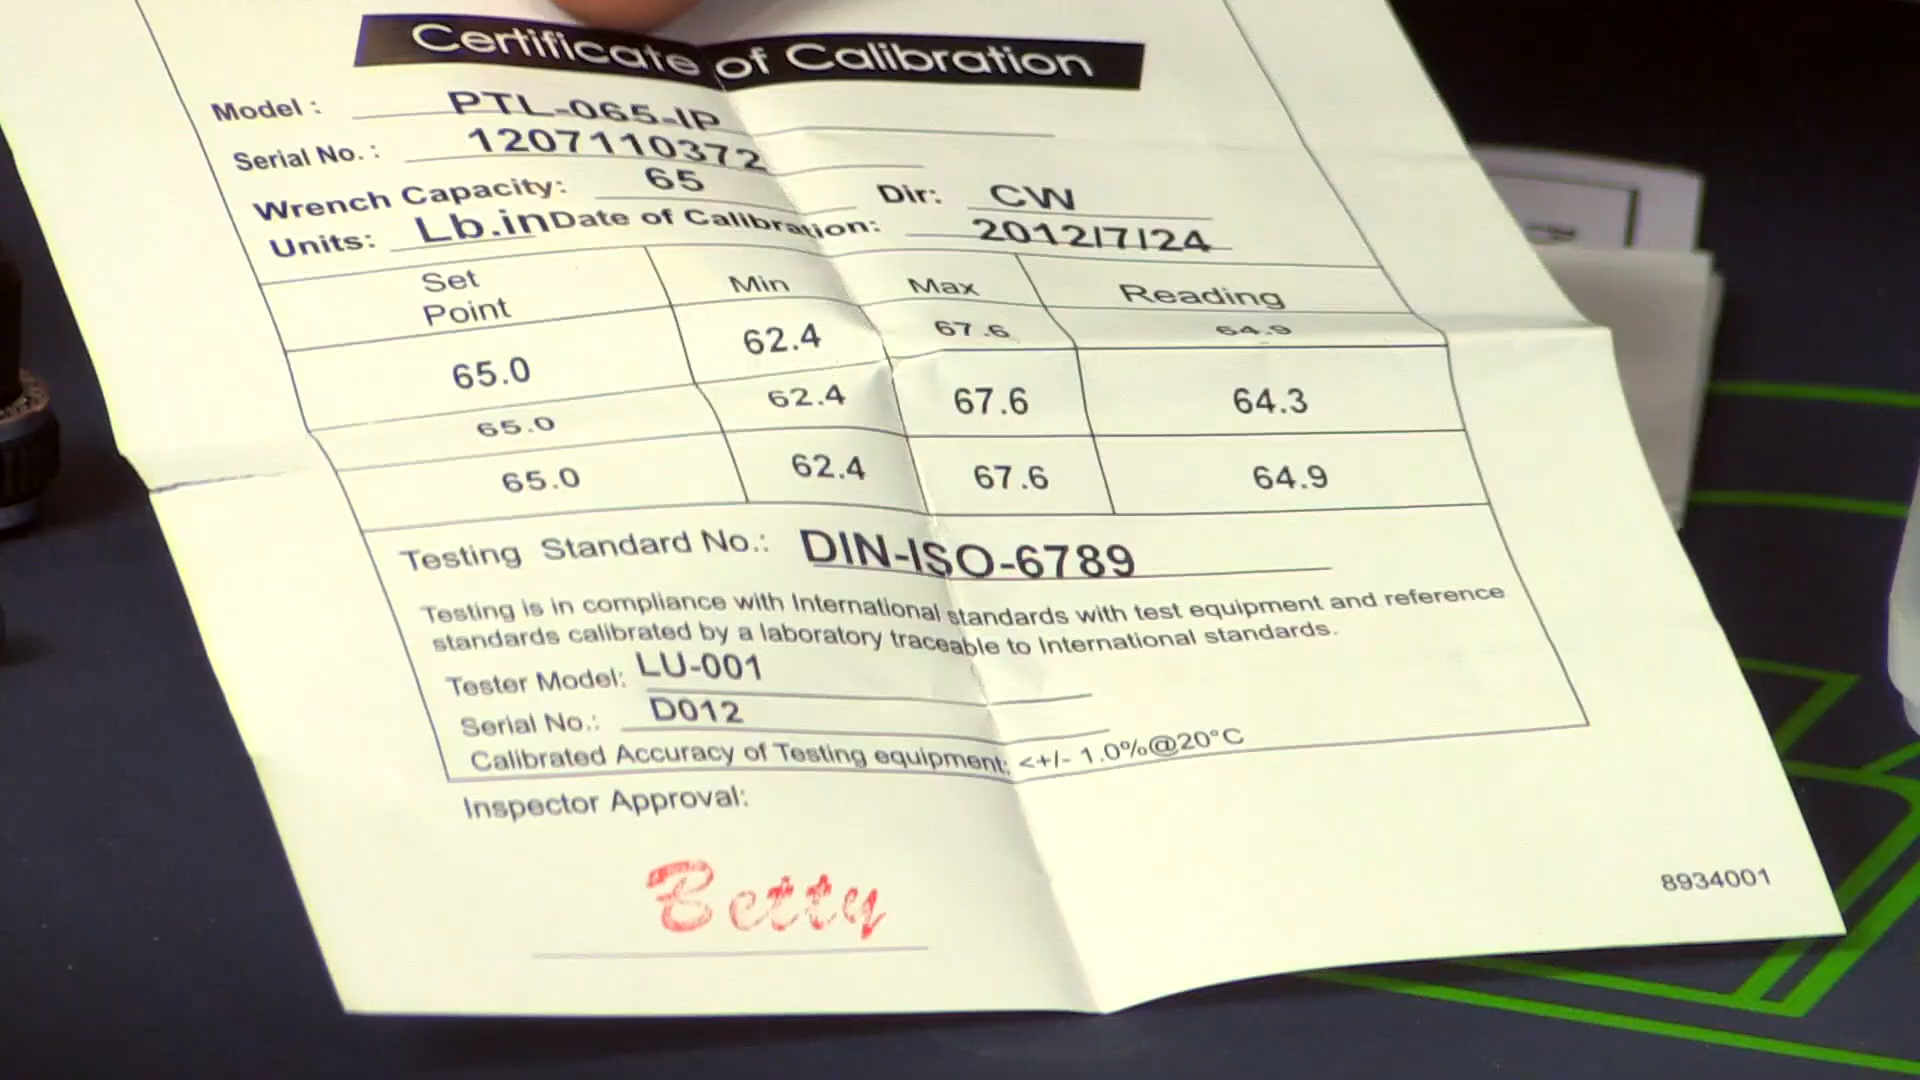 Certificate of Calibration
Model : PTL-065-IP
Serial No. : 1207110372
Wrench Capacity: 65 Dir: CW
Units: Lb.in Date of Calibration: 2012/7/24
Set Point Min Max Reading
65.0 62.4 67.6 64.9
65.0 62.4 67.6 64.3
65.0 62.4 67.6 64.9
Testing Standard No.: DIN-ISO-6789
Testing is in compliance with International standards with test equipment and reference
standards calibrated by a laboratory traceable to International standards.
Tester Model: LU-001
Serial No.: D012
Calibrated Accuracy of Testing equipment: <+/- 1.0%@20°C
Inspector Approval:
Betty
8934001